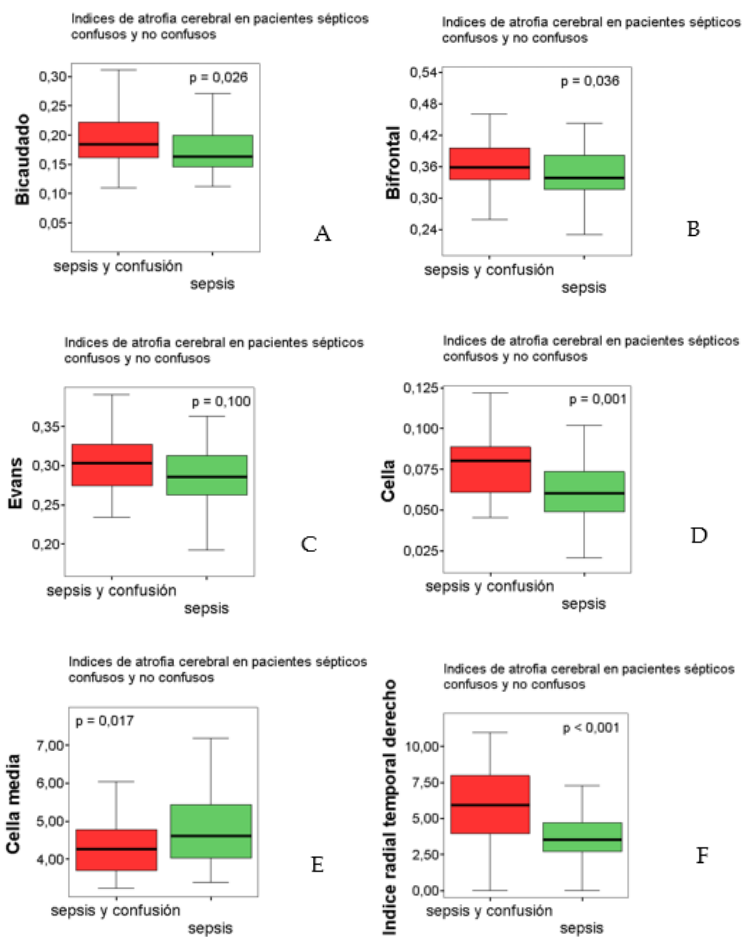 Indices de atrofia cerebral en pacientes sépticos
confusos y no confusos
p = 0,026
0,30
0,25
0,20
0,15
0,10
0,05
Bicaudado
sepsis y confusión
sepsis
A
Indices de atrofia cerebral en pacientes sépticos
confusos y no confusos
p = 0,036
0,54
0,48
0,42
0,36
0,30
0,24
Bifrontal
sepsis y confusión
sepsis
B
Indices de atrofia cerebral en pacientes sépticos
confusos y no confusos
p = 0,100
0,35
0,30
0,25
0,20
Evans
sepsis y confusión
sepsis
C
Indices de atrofia cerebral en pacientes sépticos
confusos y no confusos
p = 0,001
0,125
0,075
0,050
0,025
Cella
sepsis y confusión
sepsis
D
Indices de atrofia cerebral en pacientes sépticos
confusos y no confusos
p = 0,017
7,00
6,00
5,00
4,00
Cella media
sepsis y confusión
sepsis
E
Indices de atrofia cerebral en pacientes sépticos
confusos y no confusos
p < 0,001
10,00
7,50
5,00
2,50
0,00
Indice radial temporal derecho
sepsis y confusión
sepsis
F